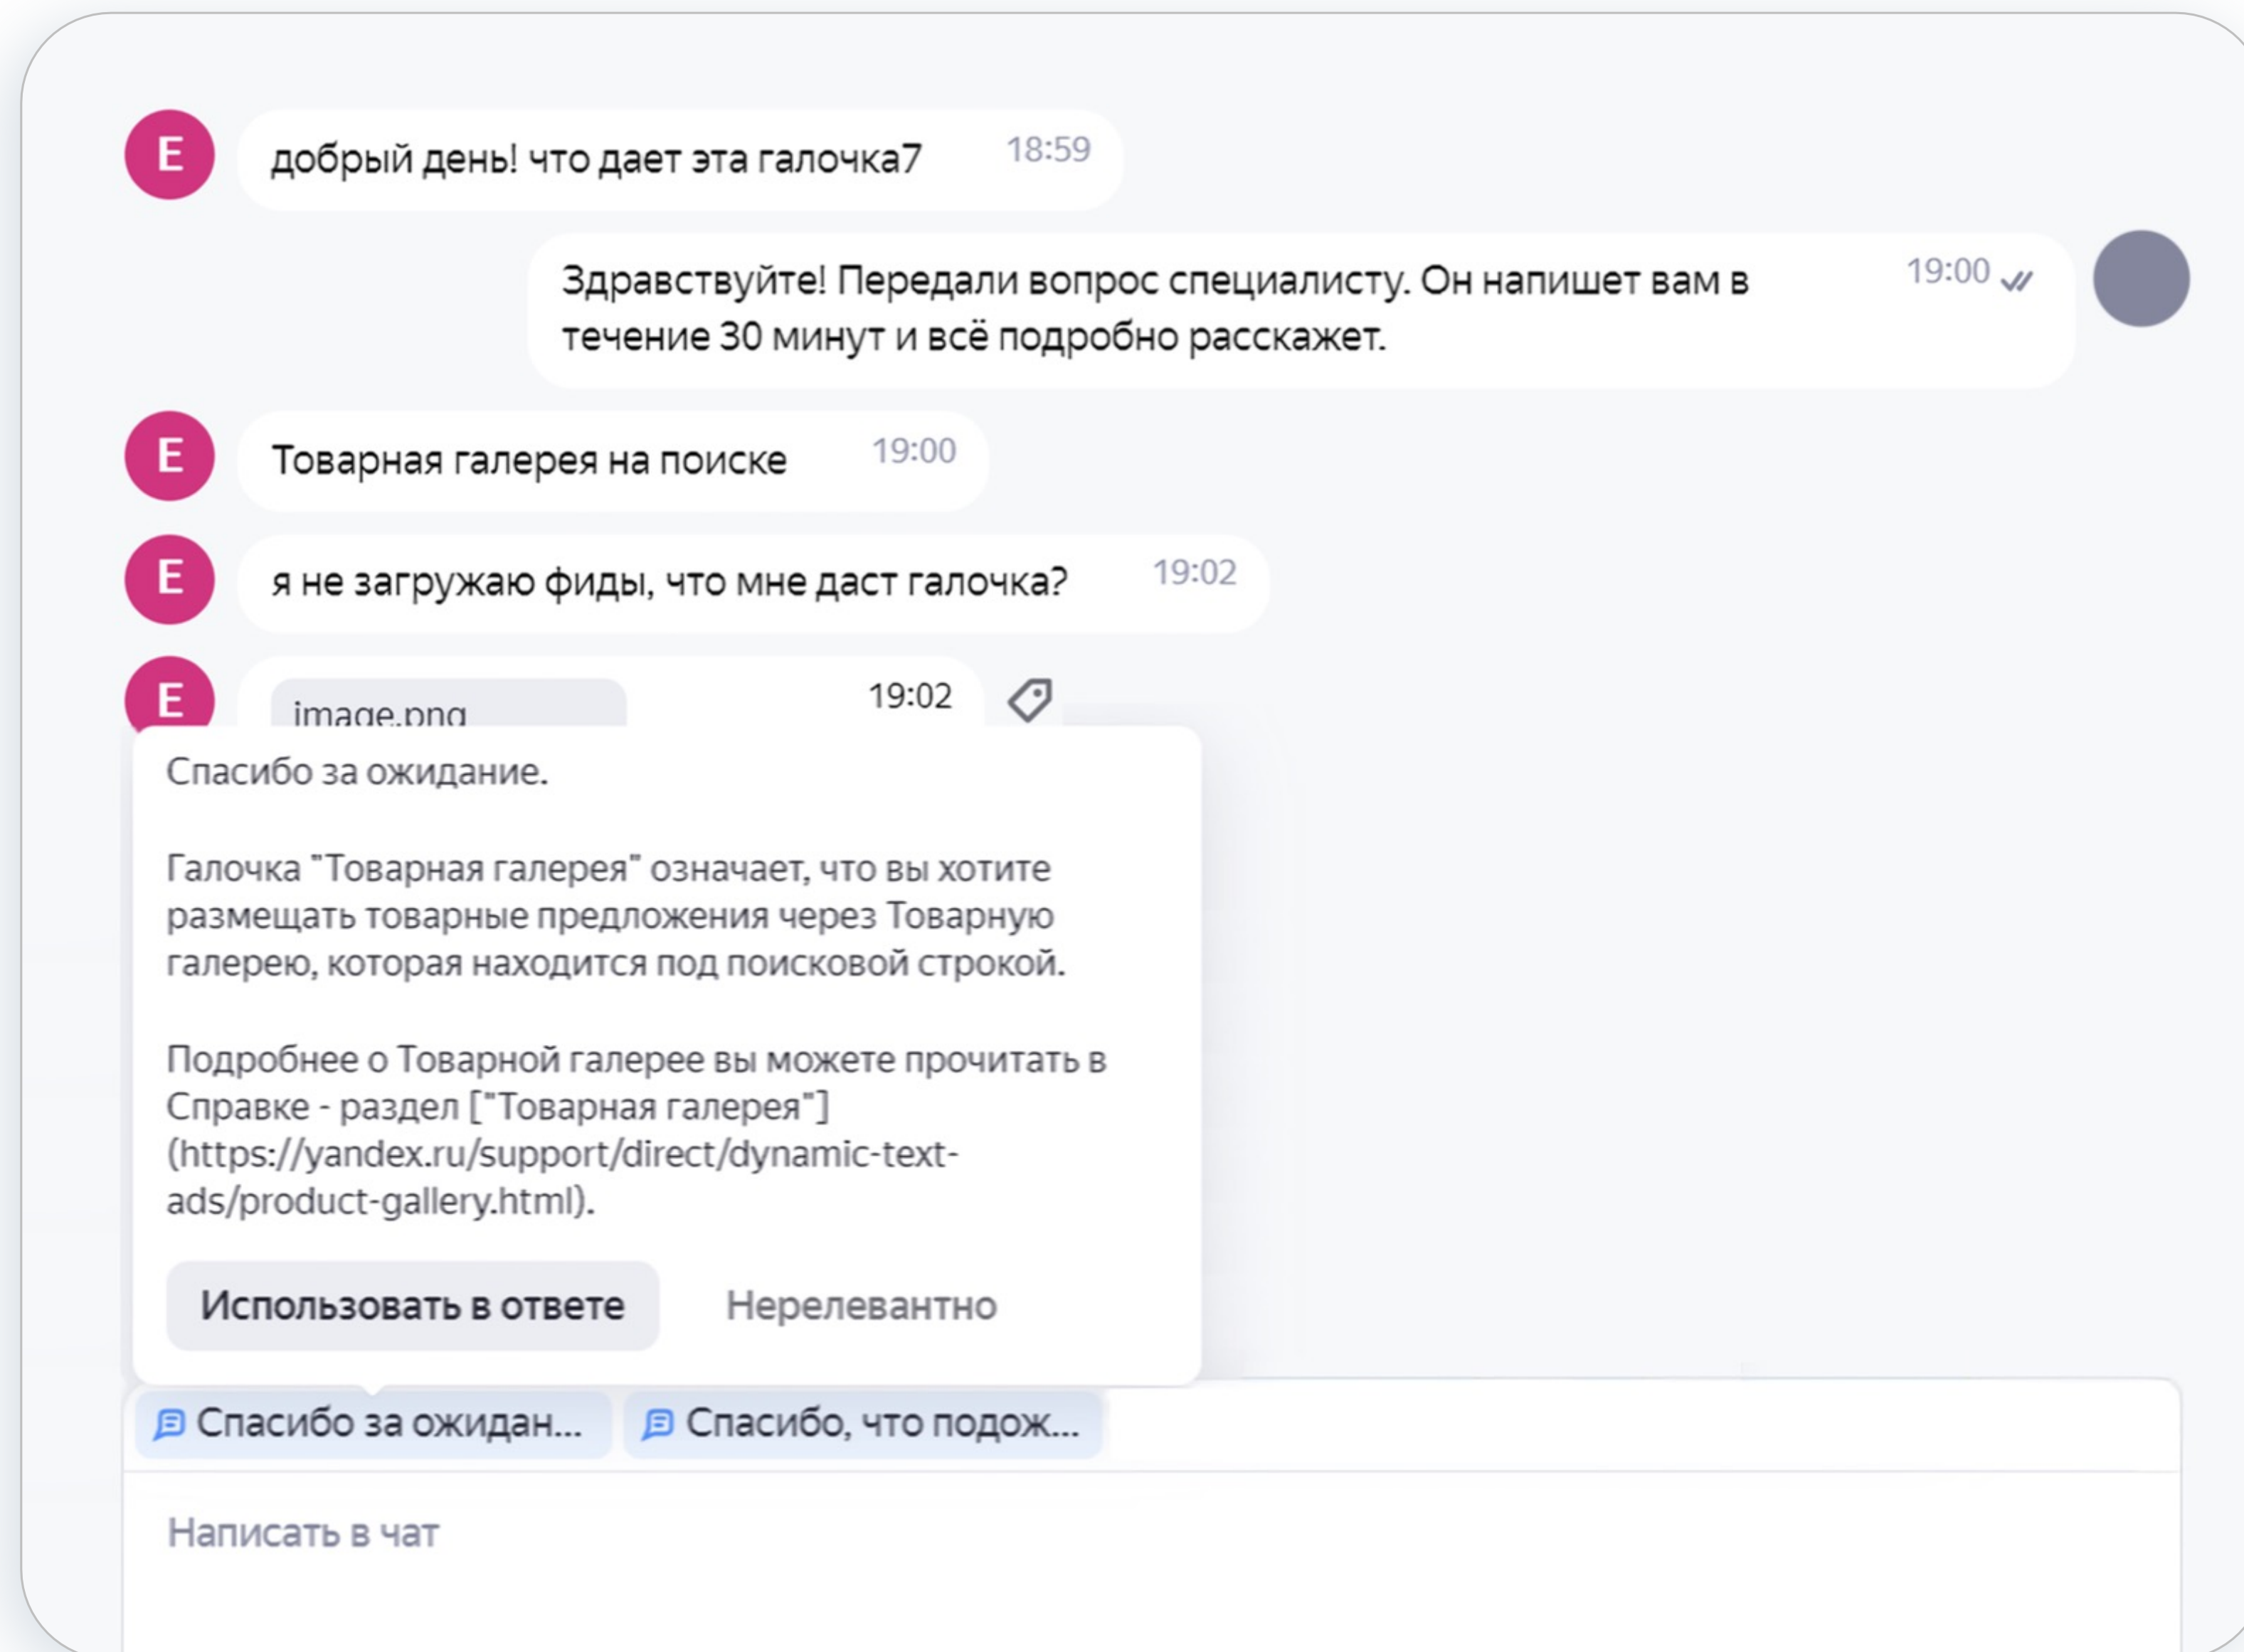 E
добрый день! что дает эта галочка7 18:59
Здравствуйте! Передали вопрос специалисту. Он напишет вам в 19:00
течение 30 минут и всё подробно расскажет.
E
Товарная галерея на поиске 19:00
E
я не загружаю фиды, что мне даст галочка? 19:02
E
image.png 19:02
Спасибо за ожидание.
Галочка "Товарная галерея" означает, что вы хотите
размещать товарные предложения через Товарную
галерею, которая находится под поисковой строкой.
Подробнее о Товарной галерее вы можете прочитать в
Справке - раздел ["Товарная галерея"]
(https://yandex.ru/support/direct/dynamic-text-
ads/product-gallery.html).
Использовать в ответе Нерелевантно
Спасибо за ожидан... Спасибо, что подож...
Написать в чат